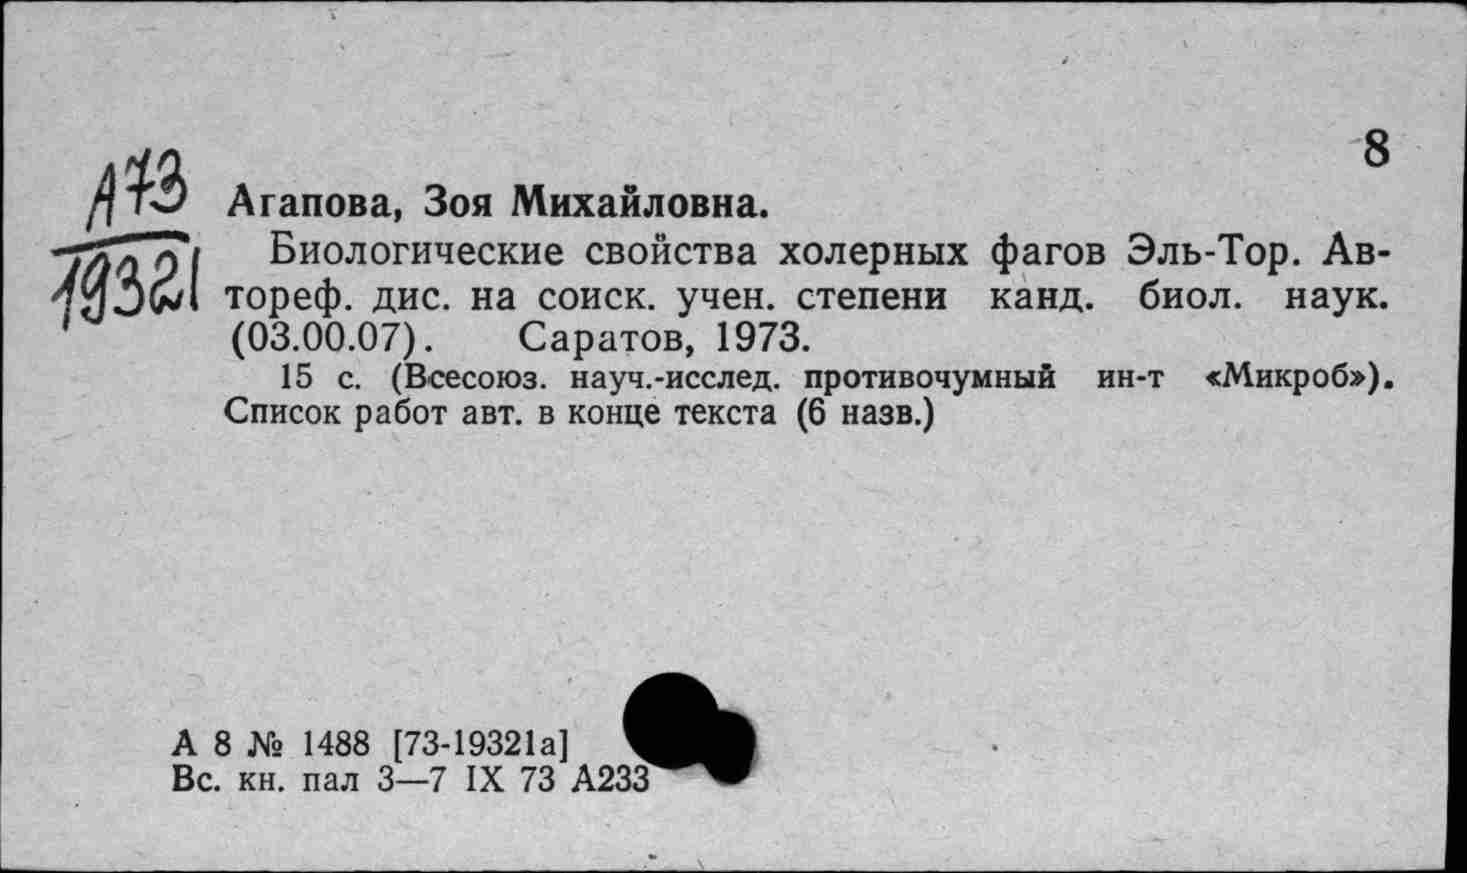 8
А73
Агапова, Зоя Михайловна.
19321
Биологические свойства холерных фагов Эль-Тор. Ав-
тореф. дис. на соиск. учен. степени канд. биол. наук.
(03.00.07). Саратов, 1973.
15 с. (Всесоюз. науч.-исслед. противочумный ин-т «Микроб»).
Список работ авт. в конце текста (6 назв.)
А 8 № 1488 [73-19321а]
Вс. кн. пал 3—7 IX 73 А233